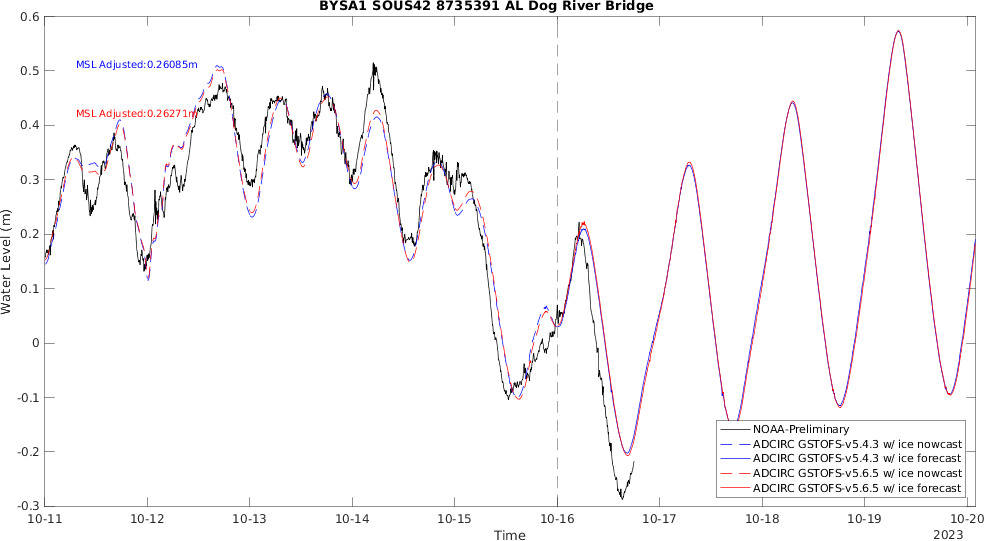 BYSA1 SOUS42 8735391 AL Dog River Bridge
0.6
0.5
0.4
0.3
0.2
0.1
0
-0.1
-0.2
-0.3
Water Level (m)
MSL Adjusted:0.26085m
MSL Adjusted:0.26271m
NOAA-Preliminary
ADCIRC GSTOFS-v5.4.3 w/ ice nowcast
ADCIRC GSTOFS-v5.4.3 w/ ice forecast
ADCIRC GSTOFS-v5.6.5 w/ ice nowcast
ADCIRC GSTOFS-v5.6.5 w/ ice forecast
10-11 10-12 10-13 10-14 10-15 10-16 10-17 10-18 10-19 10-20
Time
2023